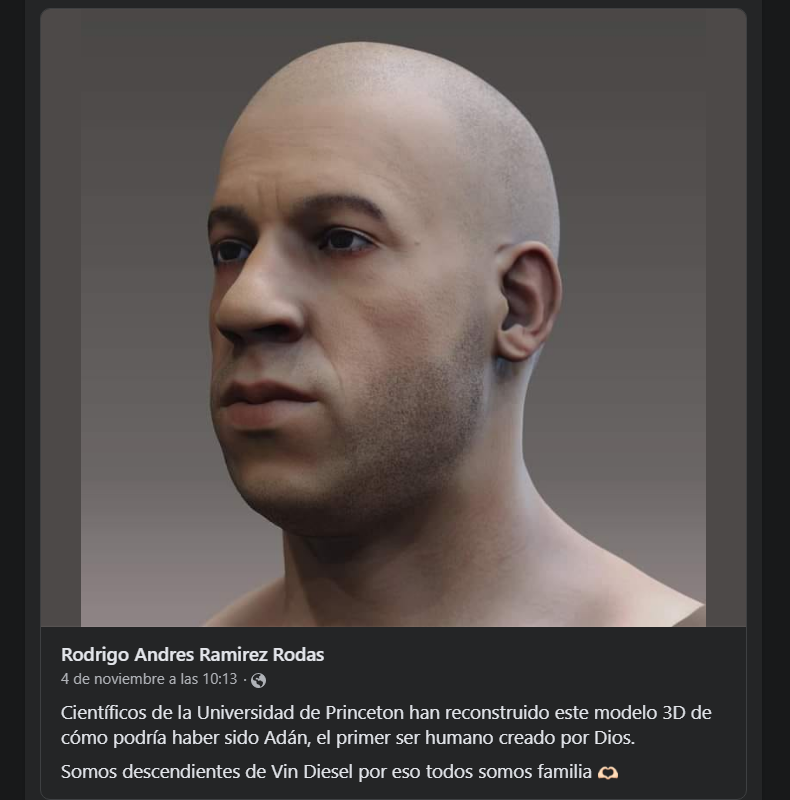 Rodrigo Andres Ramirez Rodas
4 de noviembre a las 10:13 ·
Científicos de la Universidad de Princeton han reconstruido este modelo 3D de
cómo podría haber sido Adán, el primer ser humano creado por Dios.
Somos descendientes de Vin Diesel por eso todos somos familia 🫶🏻